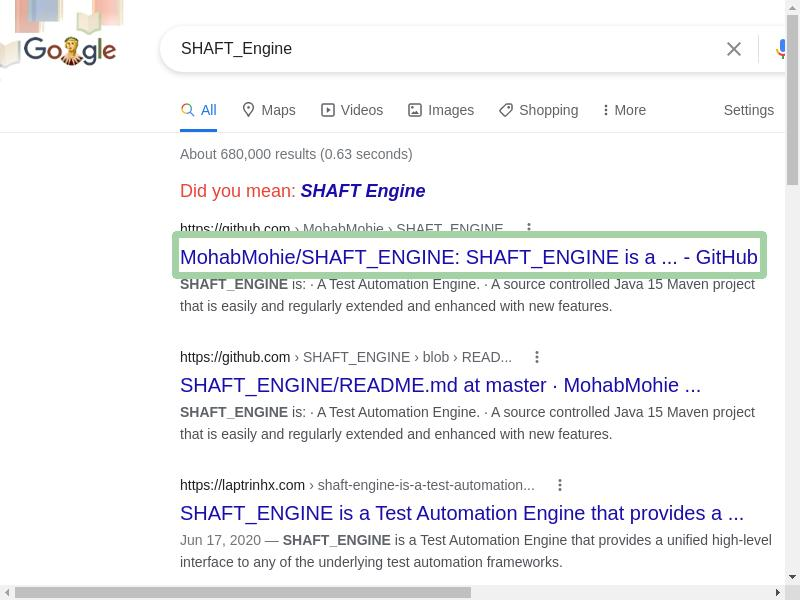 Google
SHAFT_Engine
All Maps Videos Images Shopping More Settings
About 680,000 results (0.63 seconds)
Did you mean: SHAFT Engine
https://github.com › MohabMohie › SHAFT_ENGINE
MohabMohie/SHAFT_ENGINE: SHAFT_ENGINE is a ... - GitHub
SHAFT_ENGINE is: · A Test Automation Engine. · A source controlled Java 15 Maven project
that is easily and regularly extended and enhanced with new features.
https://github.com › SHAFT_ENGINE › blob › READ...
SHAFT_ENGINE/README.md at master · MohabMohie ...
SHAFT_ENGINE is: · A Test Automation Engine. · A source controlled Java 15 Maven project
that is easily and regularly extended and enhanced with new features.
https://laptrinhx.com › shaft-engine-is-a-test-automation...
SHAFT_ENGINE is a Test Automation Engine that provides a ...
Jun 17, 2020 — SHAFT_ENGINE is a Test Automation Engine that provides a unified high-level
interface to any of the underlying test automation frameworks.